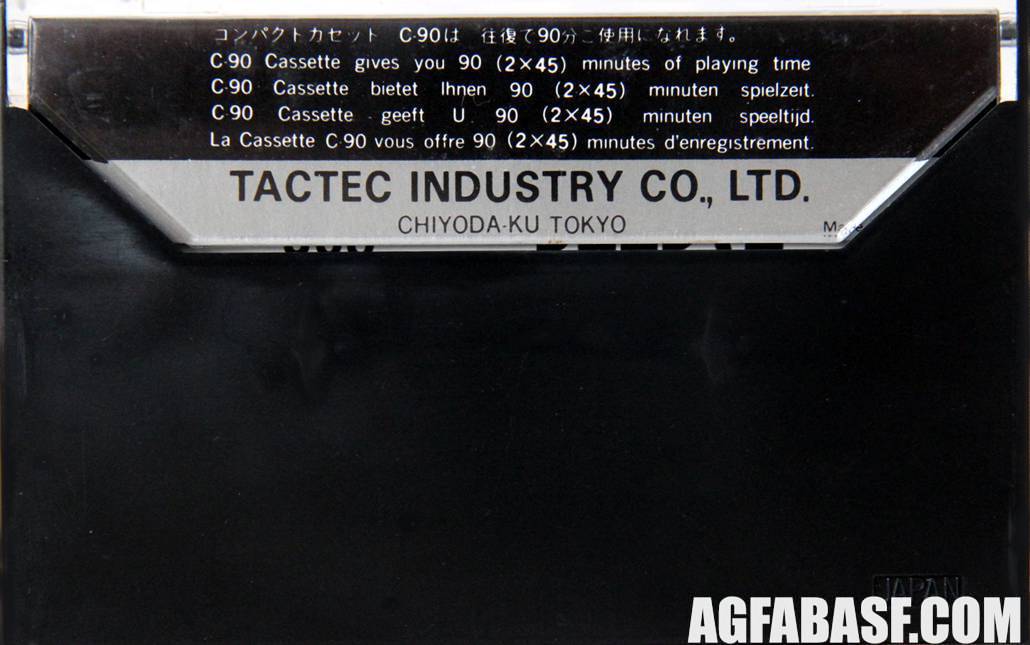 コンパクトカセット C-90は 往復で90分ご使用になれます。
C-90 Cassette gives you 90 (2×45) minutes of playing time
C-90 Cassette bietet Ihnen 90 (2×45) minuten spielzeit.
C-90 Cassette geeft U 90 (2×45) minuten speeltijd.
La Cassette C-90 vous offre 90 (2×45) minutes d'enregistrement.
TACTEC INDUSTRY CO., LTD.
CHIYODA-KU TOKYO
JAPAN
AGFABASF.COM